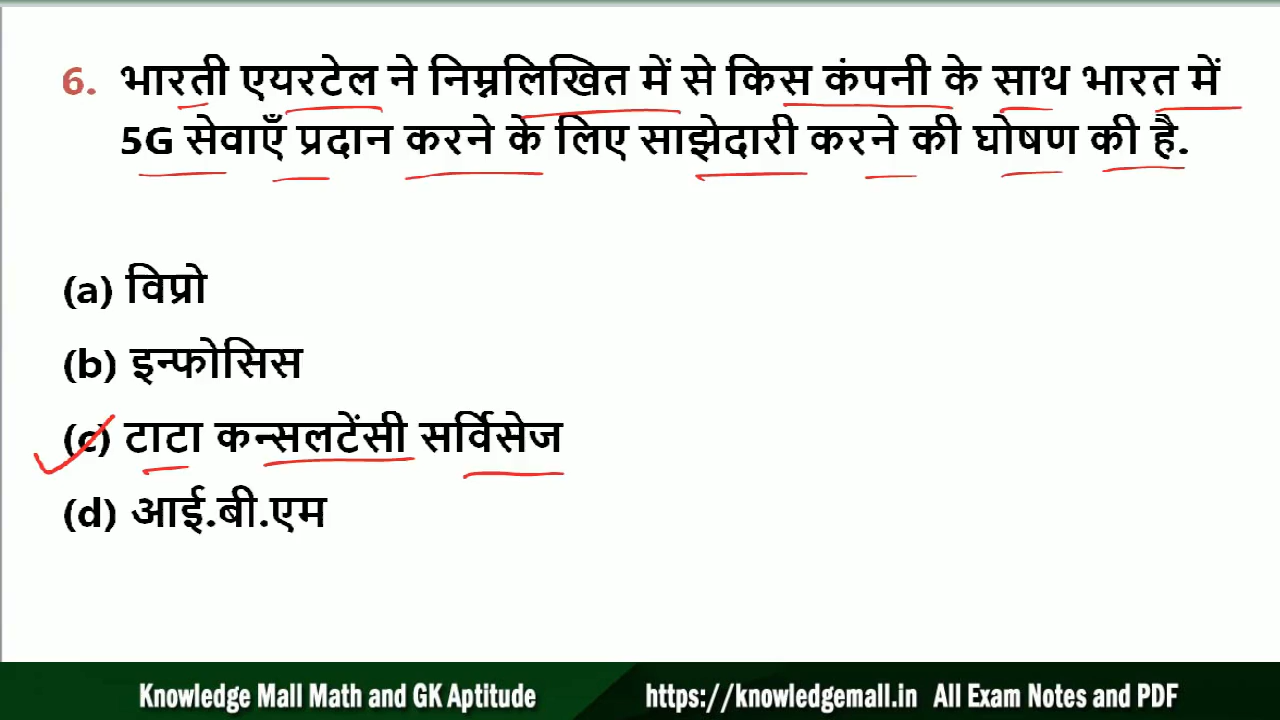 6. भारती एयरटेल ने निम्नलिखित में से किस कंपनी के साथ भारत में
5G सेवाएँ प्रदान करने के लिए साझेदारी करने की घोषण की है.
(a) विप्रो
(b) इन्फोसिस
(c) टाटा कन्सलटेंसी सर्विसेज
(d) आई.बी.एम
Knowledge Mall Math and GK Aptitude https://knowledgemall.in All Exam Notes and PDF